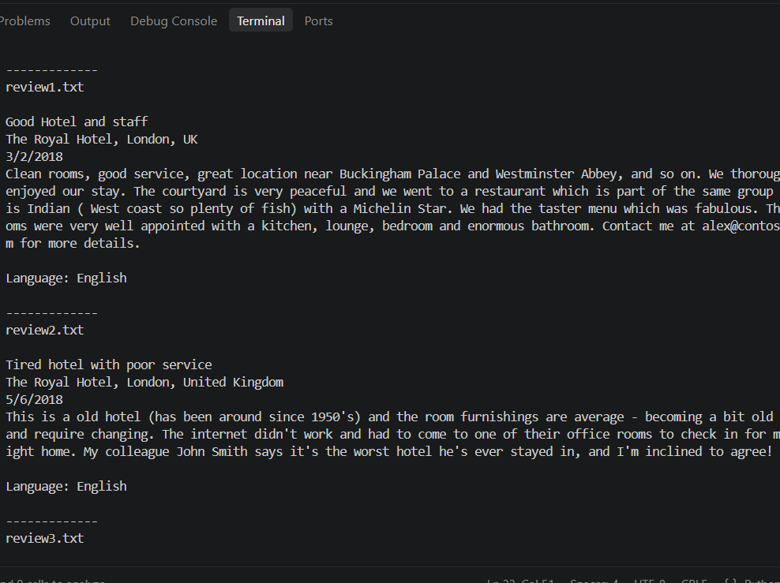 Problems Output Debug Console Terminal Ports
-------------
review1.txt
Good Hotel and staff
The Royal Hotel, London, UK
3/2/2018
Clean rooms, good service, great location near Buckingham Palace and Westminster Abbey, and so on. We thoroug
enjoyed our stay. The courtyard is very peaceful and we went to a restaurant which is part of the same group
is Indian ( West coast so plenty of fish) with a Michelin Star. We had the taster menu which was fabulous. Th
oms were very well appointed with a kitchen, lounge, bedroom and enormous bathroom. Contact me at alex@contos
m for more details.
Language: English
-------------
review2.txt
Tired hotel with poor service
The Royal Hotel, London, United Kingdom
5/6/2018
This is a old hotel (has been around since 1950's) and the room furnishings are average - becoming a bit old
and require changing. The internet didn't work and had to come to one of their office rooms to check in for m
ight home. My colleague John Smith says it's the worst hotel he's ever stayed in, and I'm inclined to agree!
Language: English
-------------
review3.txt